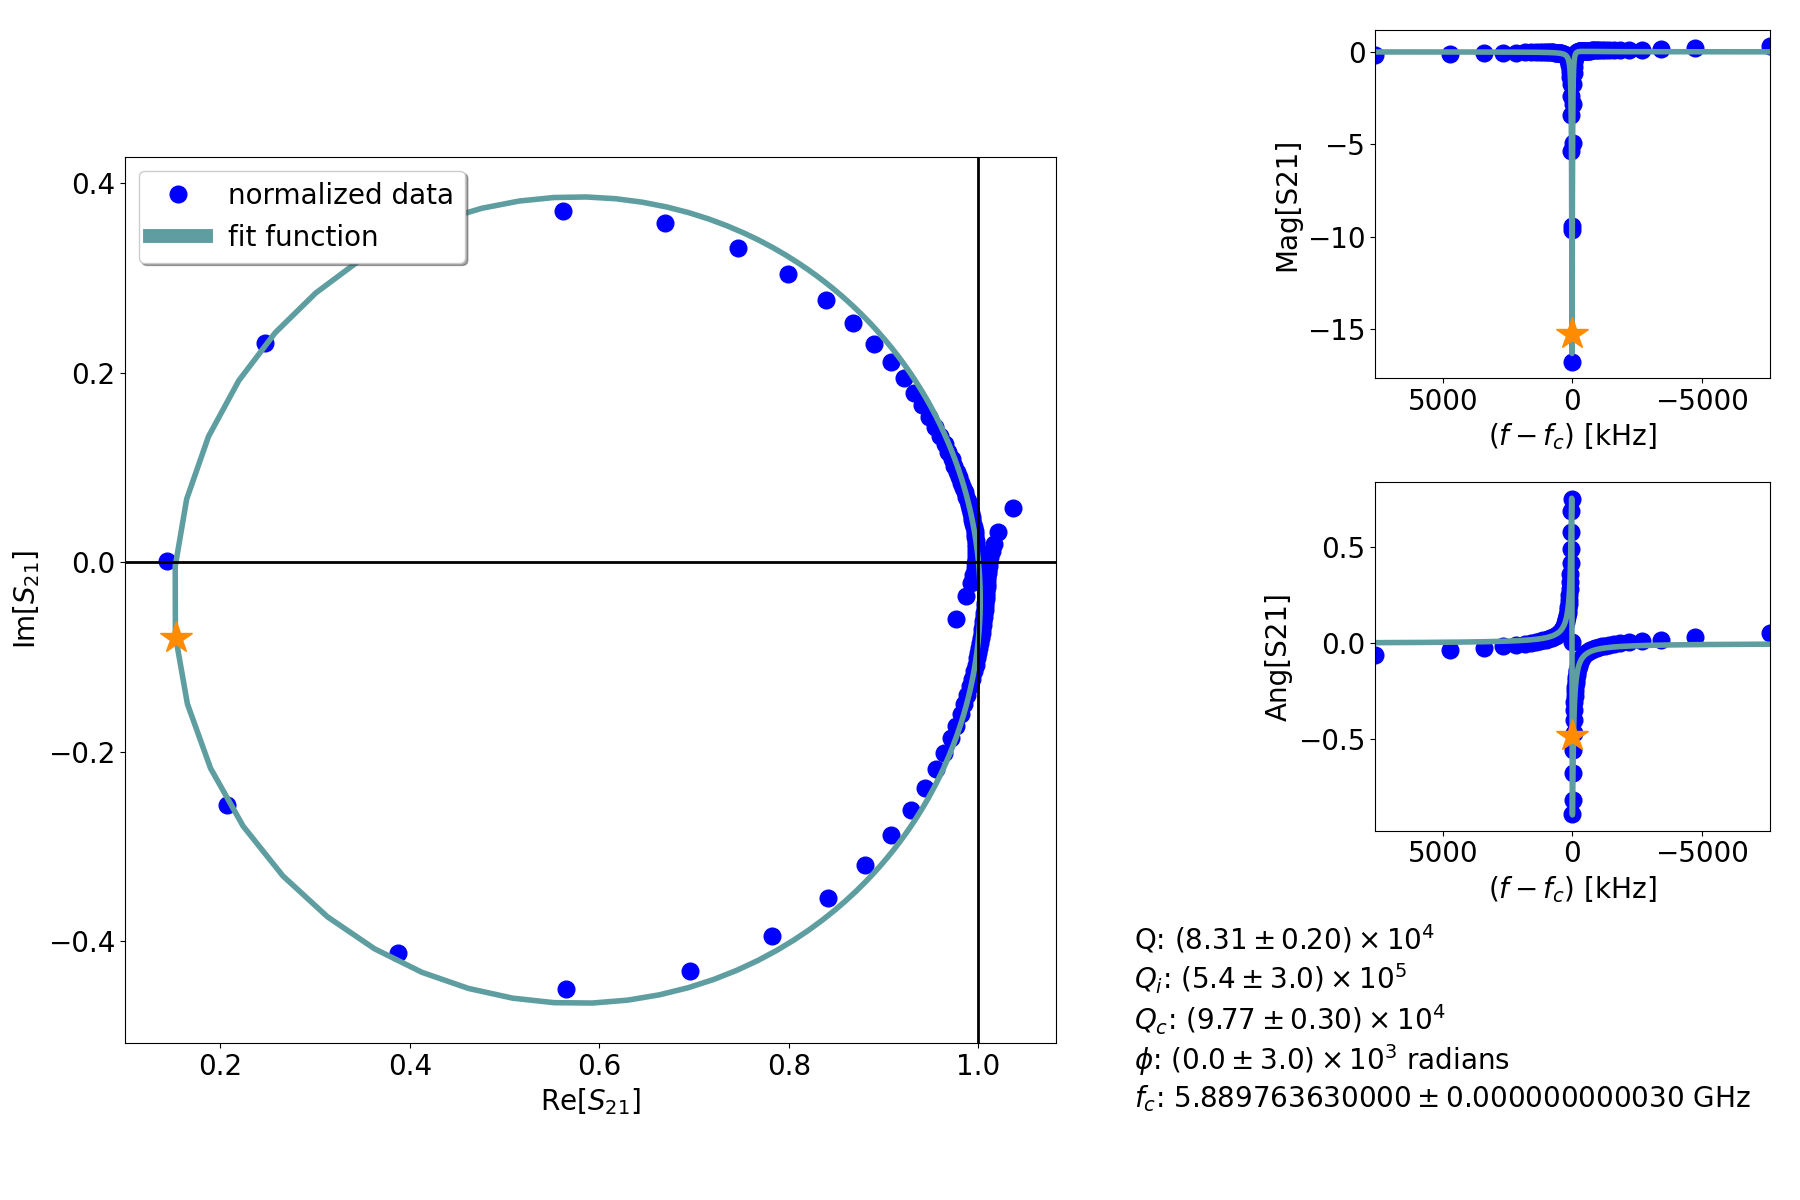 normalized data
fit function
0.4
0.2
0.0
−0.2
−0.4
Im[S21]
0.2 0.4 0.6 0.8 1.0
Re[S21]
0
−5
−10
−15
Mag[S21]
5000 0 −5000
(f − fc) [kHz]
0.5
0.0
−0.5
Ang[S21]
5000 0 −5000
(f − fc) [kHz]
Q: (8.31 ± 0.20) × 10^4
Qi: (5.4 ± 3.0) × 10^5
Qc: (9.77 ± 0.30) × 10^4
ϕ: (0.0 ± 3.0) × 10^3 radians
fc: 5.889763630000 ± 0.000000000030 GHz